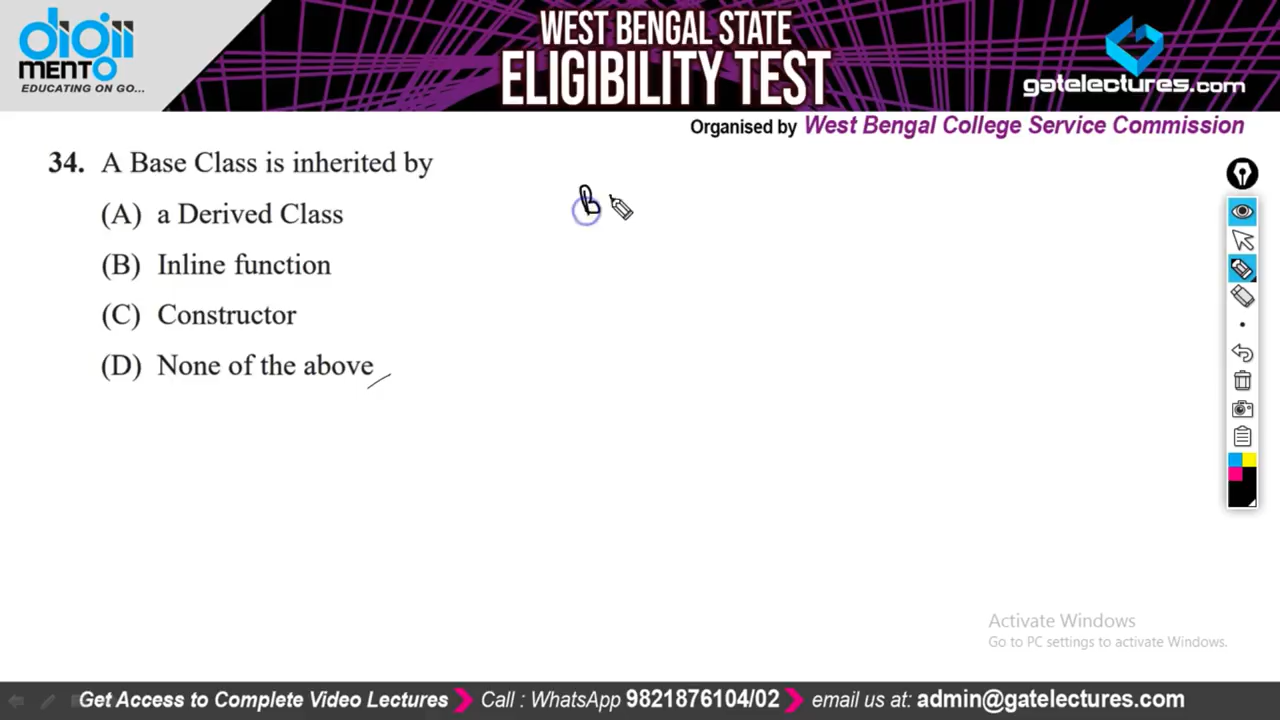 digii
MENTO
EDUCATING ON GO...
WEST BENGAL STATE
ELIGIBILITY TEST
gatelectures.com
Organised by West Bengal College Service Commission
34. A Base Class is inherited by
(A) a Derived Class
(B) Inline function
(C) Constructor
(D) None of the above
Activate Windows
Go to PC settings to activate Windows.
Get Access to Complete Video Lectures Call : WhatsApp 9821876104/02 email us at: admin@gatelectures.com